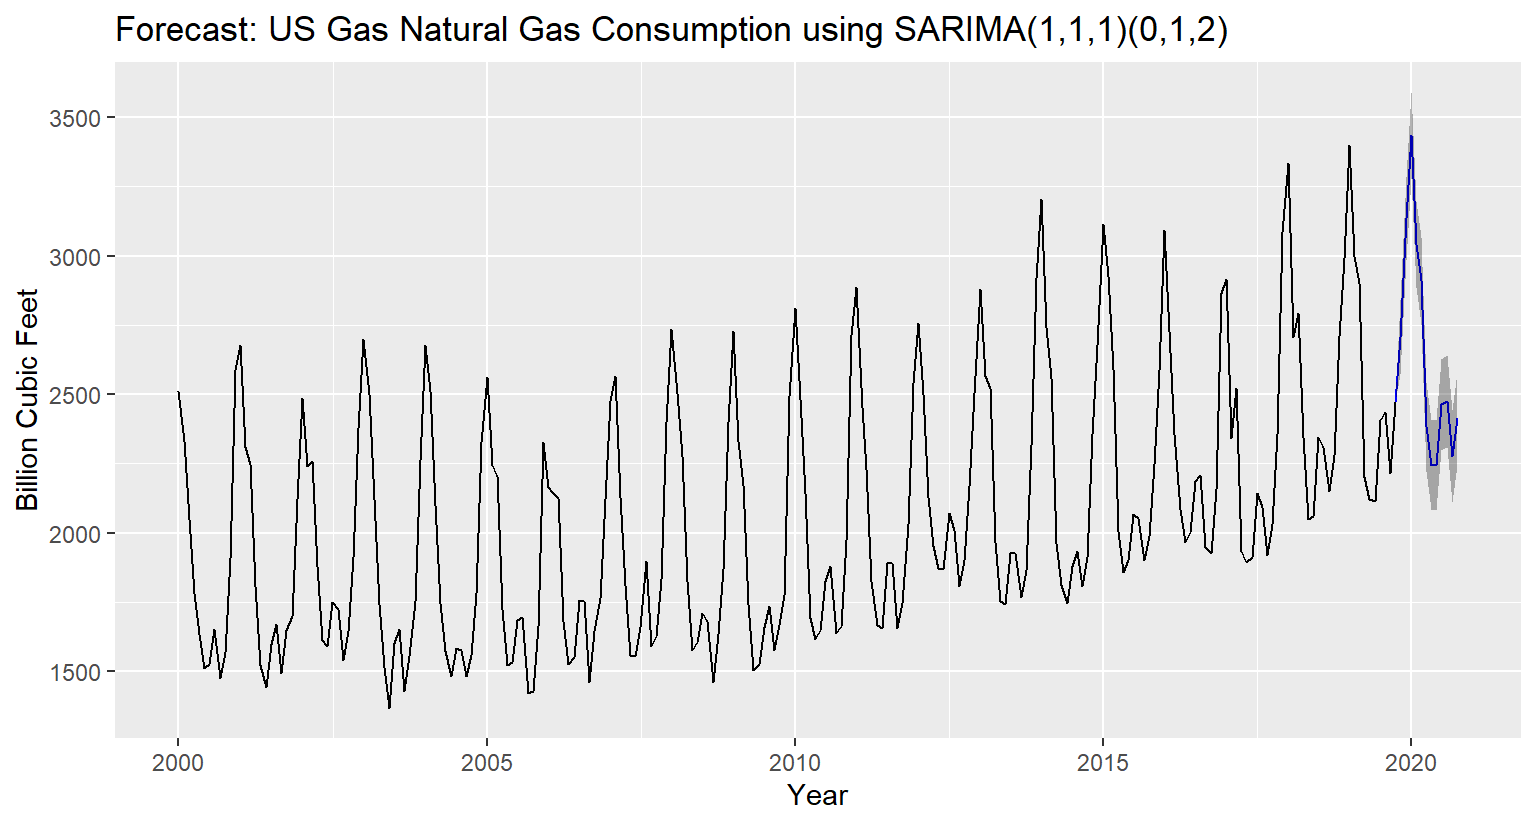 Forecast: US Gas Natural Gas Consumption using SARIMA(1,1,1)(0,1,2)
Billion Cubic Feet
3500
3000
2500
2000
1500
2000 2005 2010 2015 2020
Year